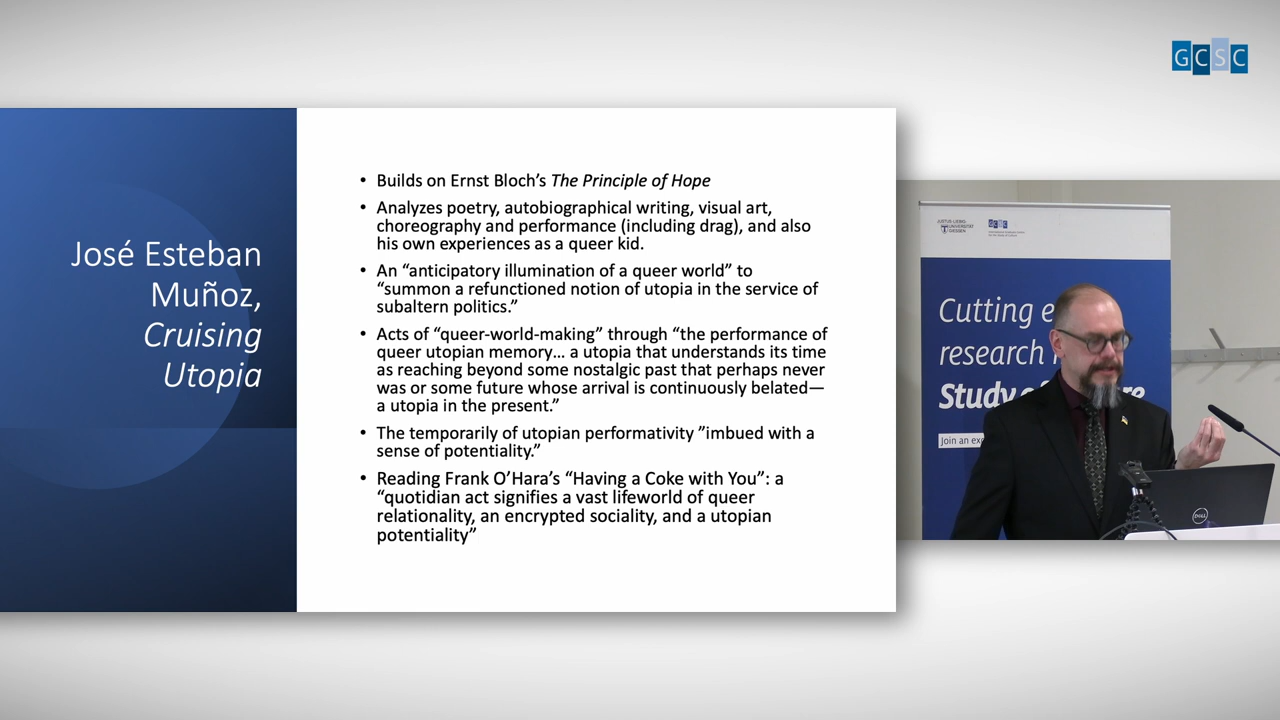 GCSC
José Esteban
Muñoz,
Cruising
Utopia
• Builds on Ernst Bloch’s The Principle of Hope
• Analyzes poetry, autobiographical writing, visual art,
choreography and performance (including drag), and also
his own experiences as a queer kid.
• An “anticipatory illumination of a queer world” to
“summon a refunctioned notion of utopia in the service of
subaltern politics.”
• Acts of “queer-world-making” through “the performance of
queer utopian memory… a utopia that understands its time
as reaching beyond some nostalgic past that perhaps never
was or some future whose arrival is continuously belated—
a utopia in the present.”
• The temporarily of utopian performativity ”imbued with a
sense of potentiality.”
• Reading Frank O’Hara’s “Having a Coke with You”: a
“quotidian act signifies a vast lifeworld of queer
relationality, an encrypted sociality, and a utopian
potentiality”
JUSTUS-LIEBIG-
UNIVERSITÄT
GIESSEN
GCSC
Cutting e
research
Study of
re
Join an ex
DELL